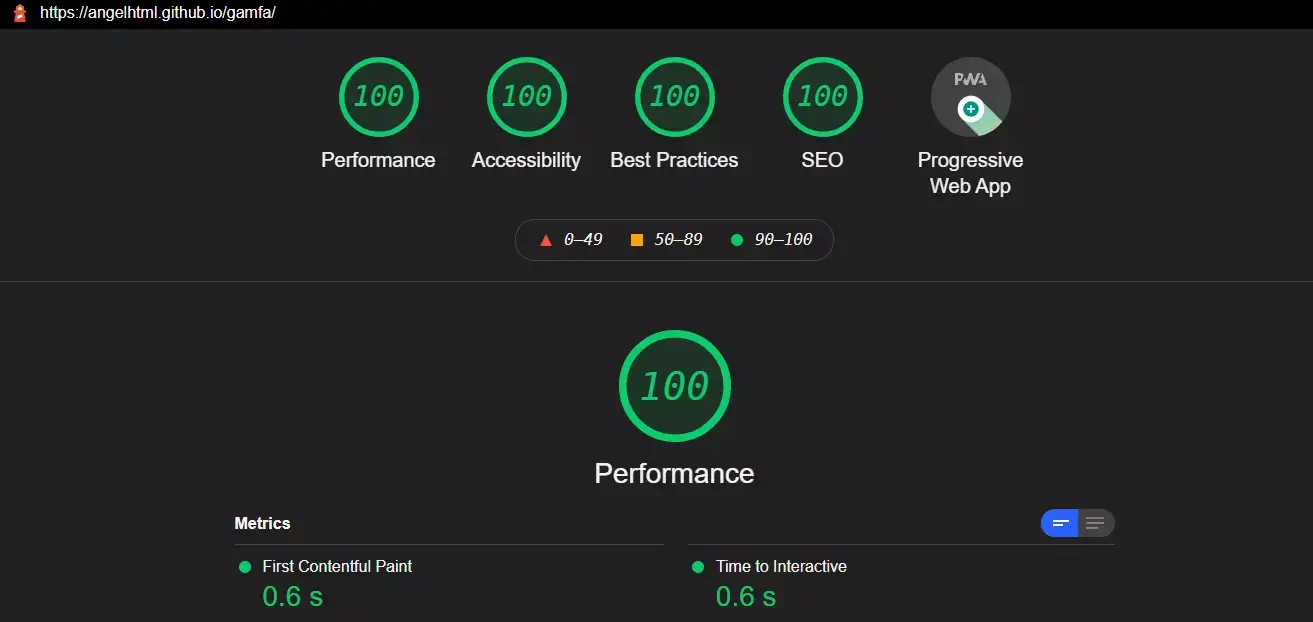 https://angelhtml.github.io/gamfa/
100 100 100 100 PWA
Performance Accessibility Best Practices SEO Progressive
Web App
0–49 50–89 90–100
100
Performance
Metrics
First Contentful Paint Time to Interactive
0.6 s 0.6 s